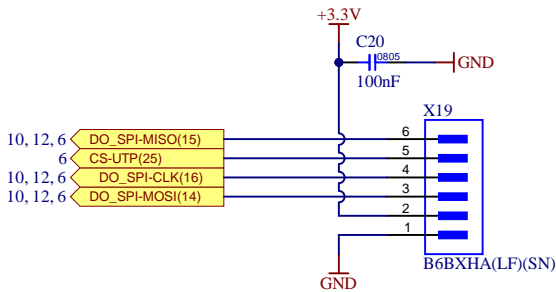 +3.3V
C20
0805
100nF
GND
X19
10, 12, 6 DO_SPI-MISO(15) 6
6 CS-UTP(25) 5
10, 12, 6 DO_SPI-CLK(16) 4
10, 12, 6 DO_SPI-MOSI(14) 3
2
1
B6BXHA(LF)(SN)
GND